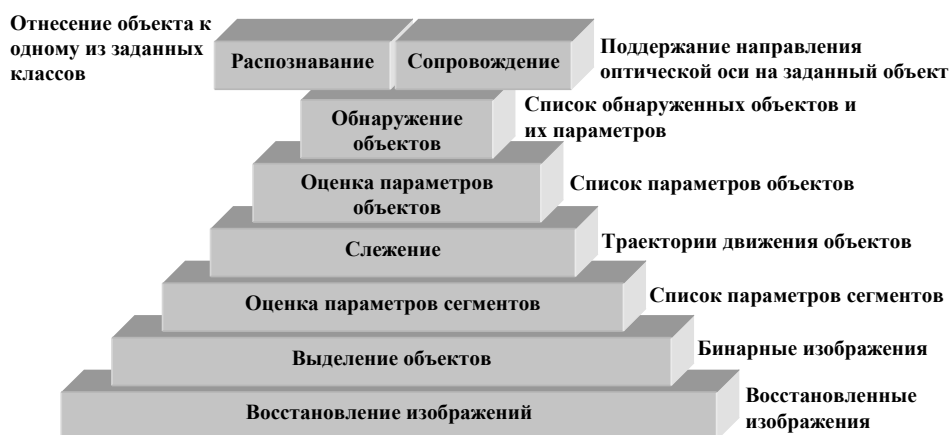 Отнесение объекта к
одному из заданных
классов
Распознавание
Сопровождение
Поддержание направления
оптической оси на заданный объект
Обнаружение
объектов
Список обнаруженных объектов и
их параметров
Оценка параметров
объектов
Список параметров объектов
Слежение
Траектории движения объектов
Оценка параметров сегментов
Список параметров сегментов
Выделение объектов
Бинарные изображения
Восстановление изображений
Восстановленные
изображения